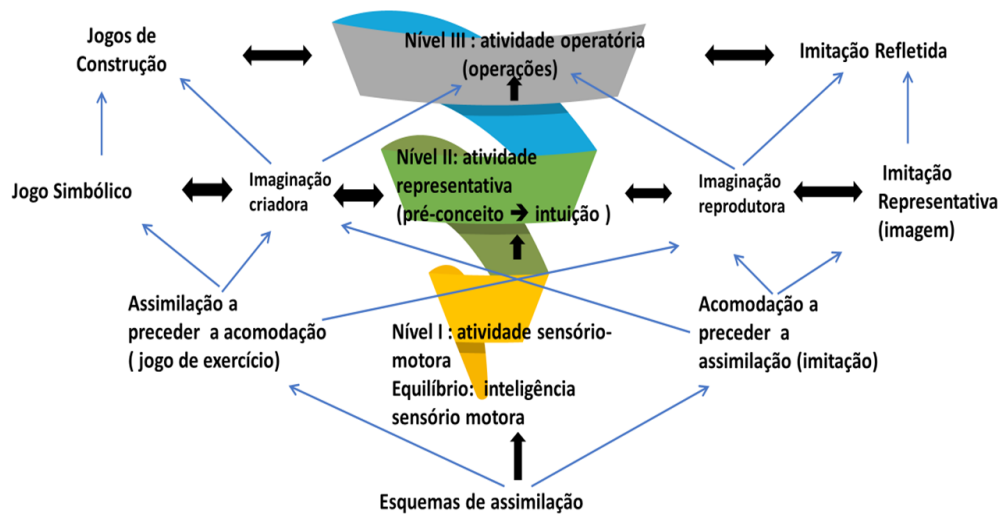 Jogos de
Construção
Nível III : atividade operatória
(operações)
Imitação Refletida
Jogo Simbólico
Imaginação
criadora
Nível II: atividade
representativa
(pré-conceito ➔ intuição )
Imaginação
reprodutora
Imitação
Representativa
(imagem)
Assimilação a
preceder a acomodação
( jogo de exercício)
Nível I : atividade sensório-
motora
Equilíbrio: inteligência
sensório motora
Acomodação a
preceder a
assimilação (imitação)
Esquemas de assimilação